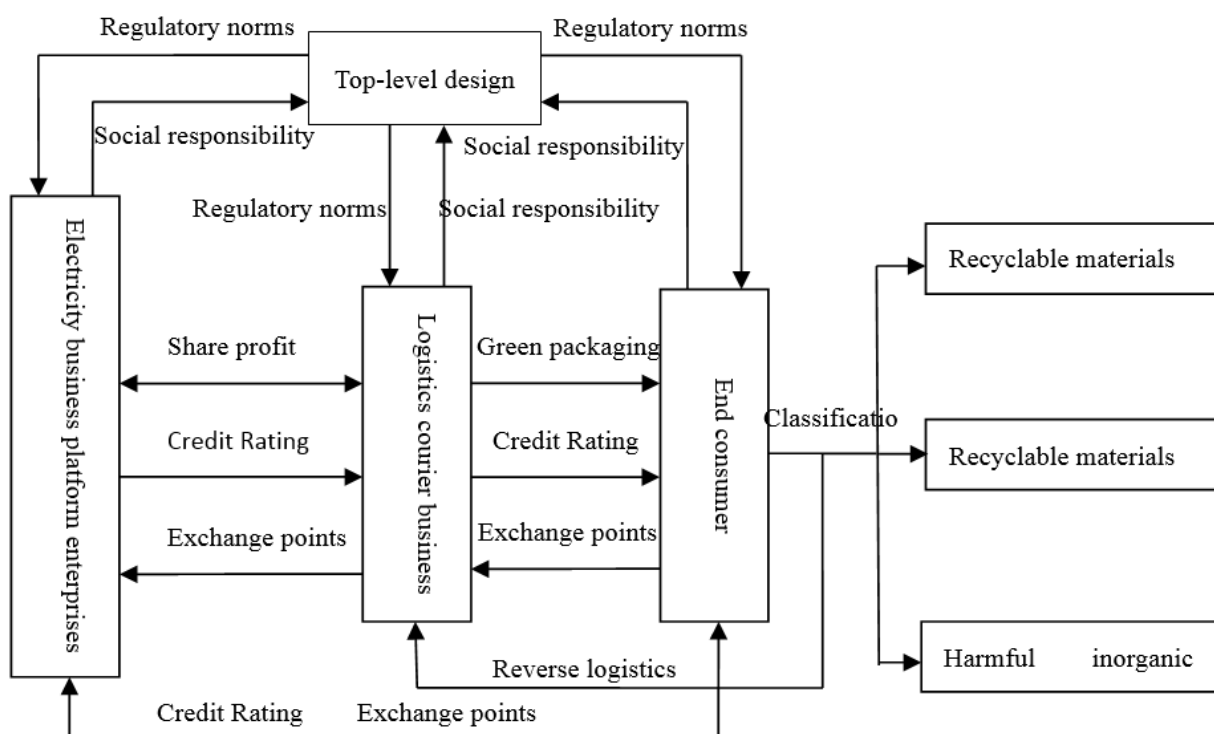 Regulatory norms
Regulatory norms
Top-level design
Social responsibility
Social responsibility
Regulatory norms
Social responsibility
Electricity business platform enterprises
Logistics courier business
End consumer
Share profit
Green packaging
Credit Rating
Credit Rating
Exchange points
Exchange points
Classificatio
Recyclable materials
Recyclable materials
Harmful inorganic
Reverse logistics
Credit Rating
Exchange points